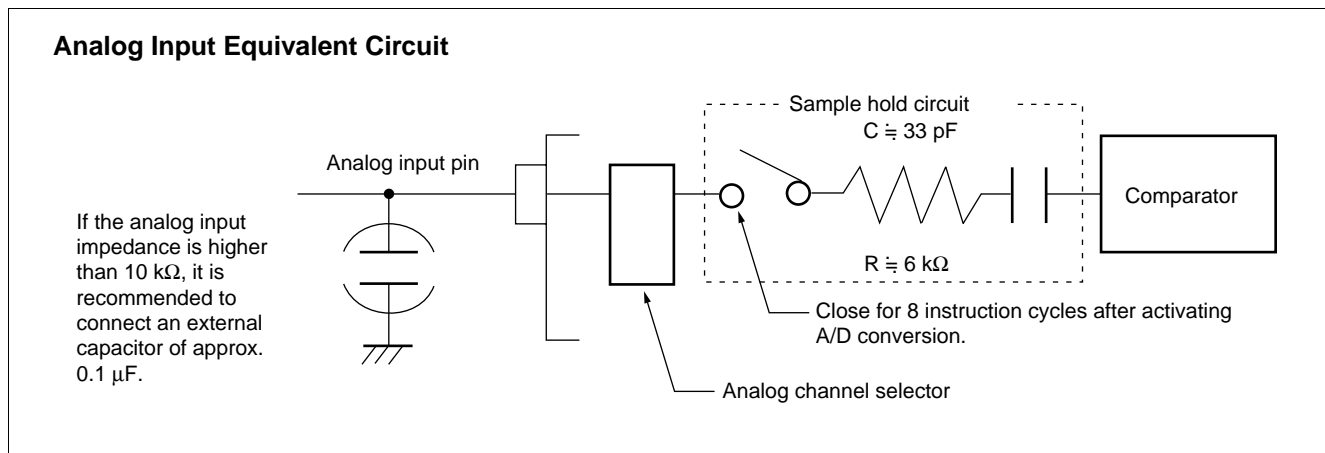 Analog Input Equivalent Circuit
Sample hold circuit
C ≒ 33 pF
Analog input pin
Comparator
If the analog input
impedance is higher
than 10 kΩ, it is
recommended to
connect an external
capacitor of approx.
0.1 μF.
R ≒ 6 kΩ
Close for 8 instruction cycles after activating
A/D conversion.
Analog channel selector